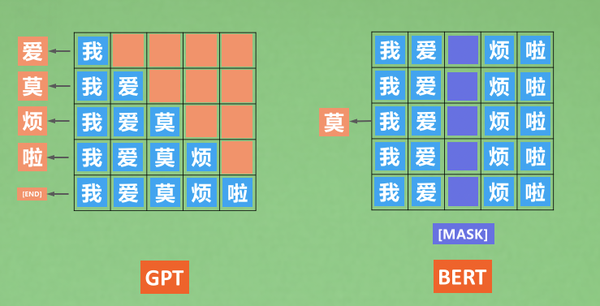 爱 我 我 爱 烦 啦
莫 我 爱 我 爱 烦 啦
烦 我 爱 莫 莫 我 爱 烦 啦
啦 我 爱 莫 烦 我 爱 烦 啦
[END] 我 爱 莫 烦 啦 我 爱 烦 啦
[MASK]
GPT BERT